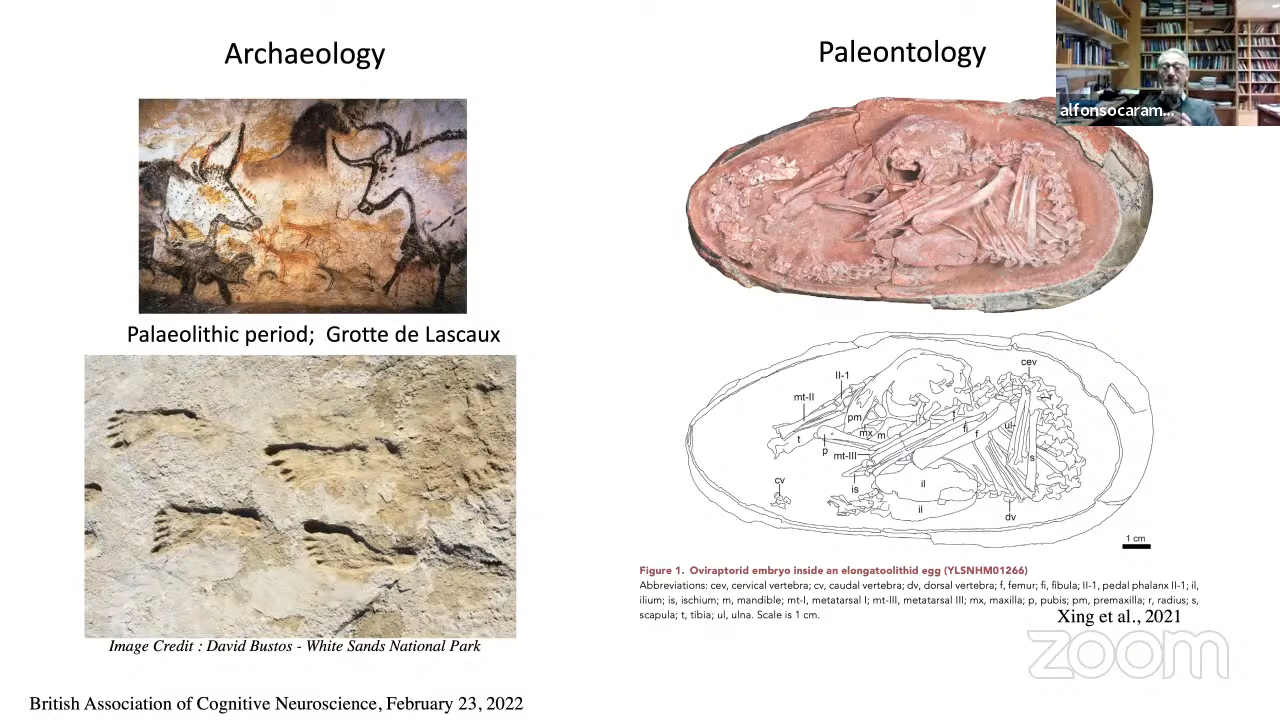 Archaeology
Paleontology
alfonsocaram...
Palaeolithic period;  Grotte de Lascaux
Image Credit : David Bustos - White Sands National Park
II-1
cev
mt-II
r
pm
f
fi
f
ul
mx
m
t
p
mt-III
s
cv
is
il
il
dv
1 cm
Figure 1.  Oviraptorid embryo inside an elongatoolithid egg (YLSNHM01266)
Abbreviations: cev, cervical vertebra; cv, caudal vertebra; dv, dorsal vertebra; f, femur; fi, fibula; II-1, pedal phalanx II-1; il,
ilium; is, ischium; m, mandible; mt-I, metatarsal I; mt-III, metatarsal III; mx, maxilla; p, pubis; pm, premaxilla; r, radius; s,
scapula; t, tibia; ul, ulna. Scale is 1 cm.
Xing et al., 2021
zoom
British Association of Cognitive Neuroscience, February 23, 2022